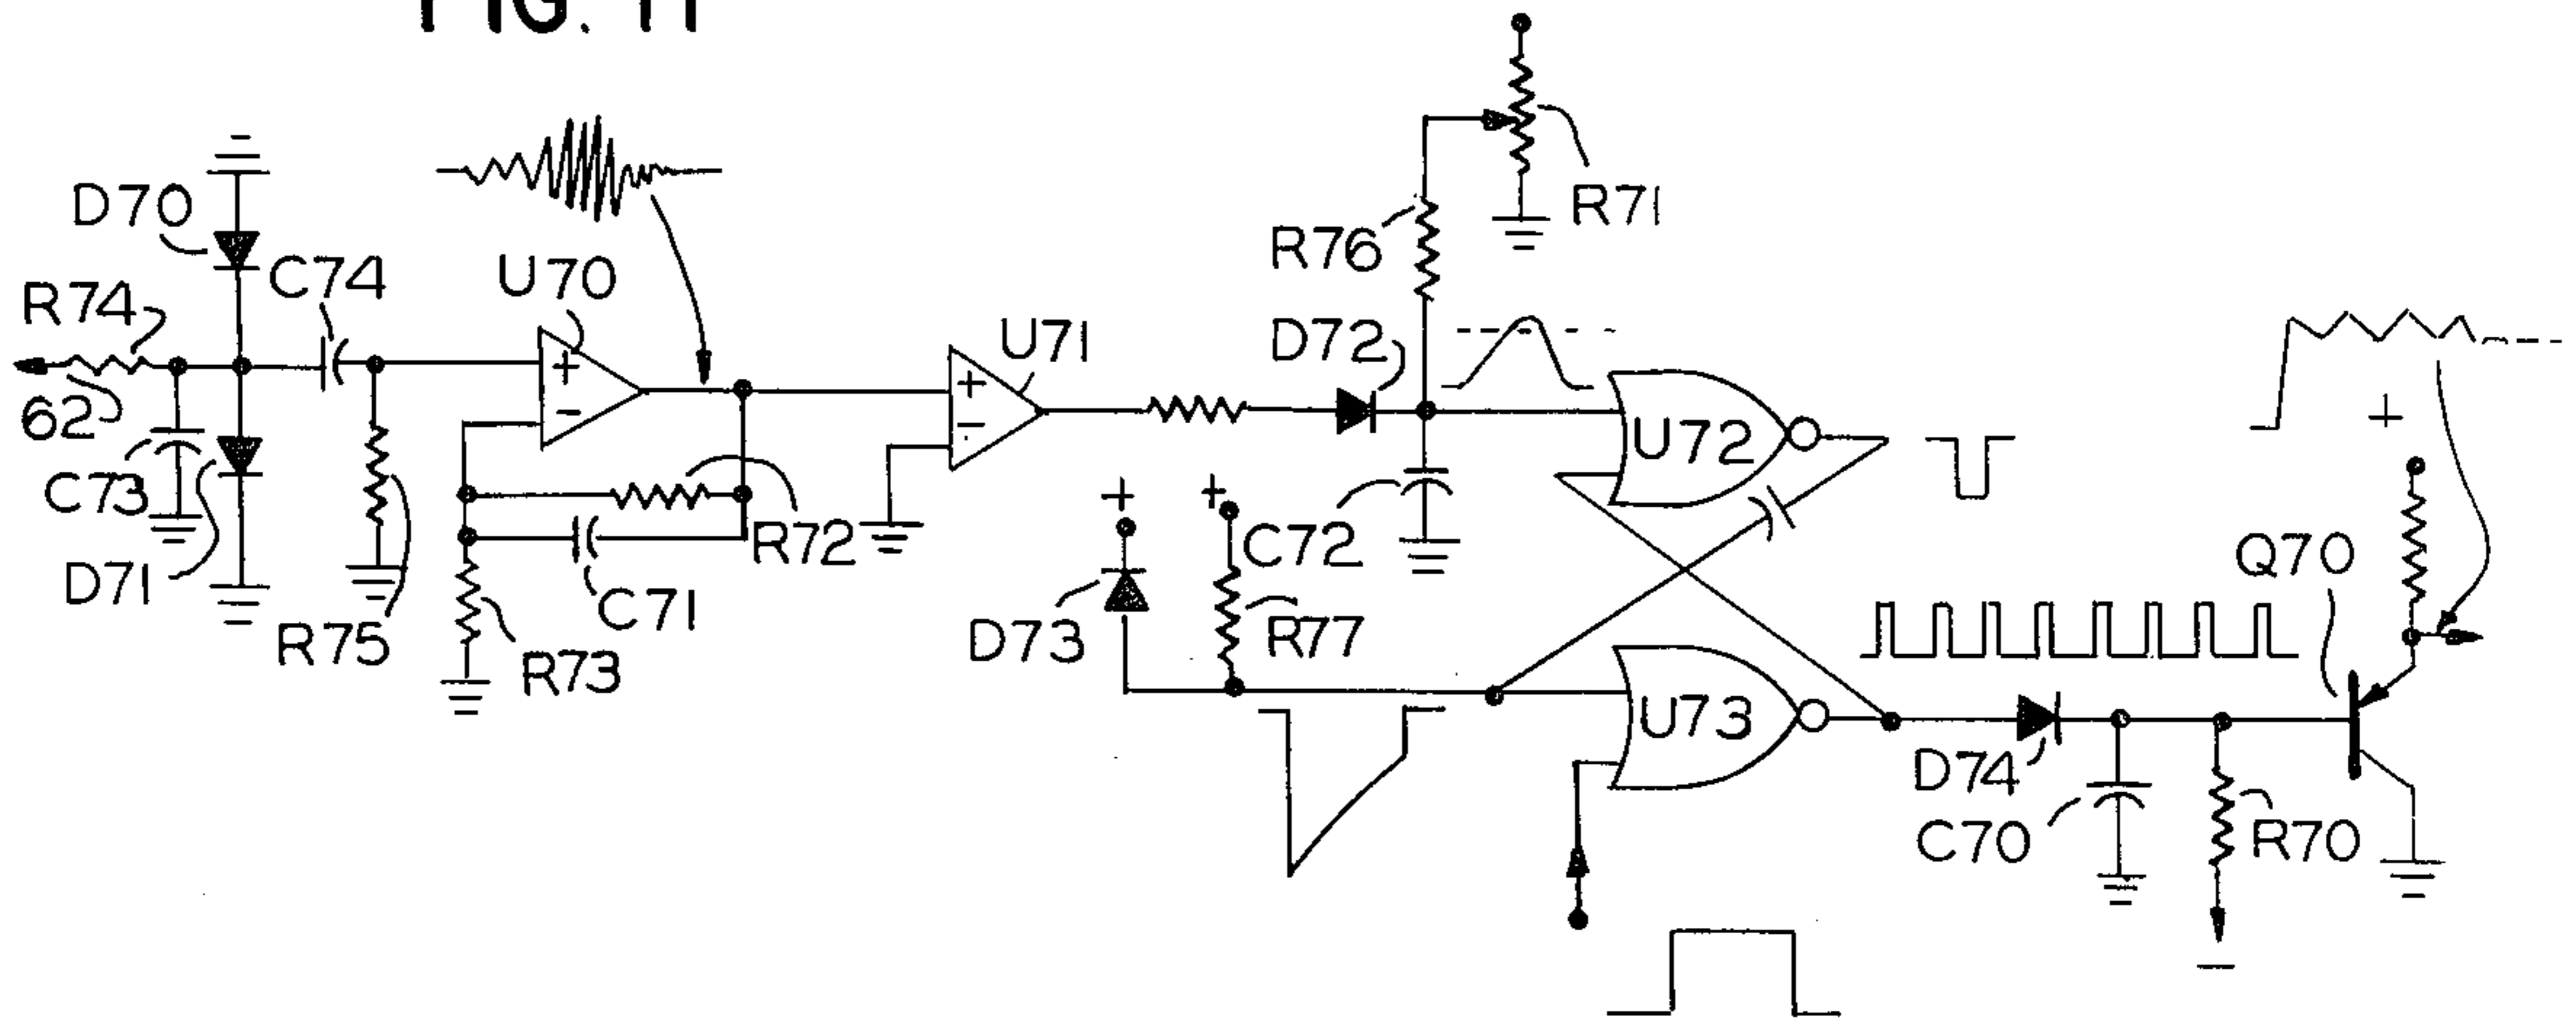 FIG. 11
D70
R74
C74
U70
62
C73
D71
R75
R73
C71
R72
U71
R76
R71
D72
C72
U72
+
+
D73
R77
U73
+
Q70
D74
C70
R70
-
+
-
+
-